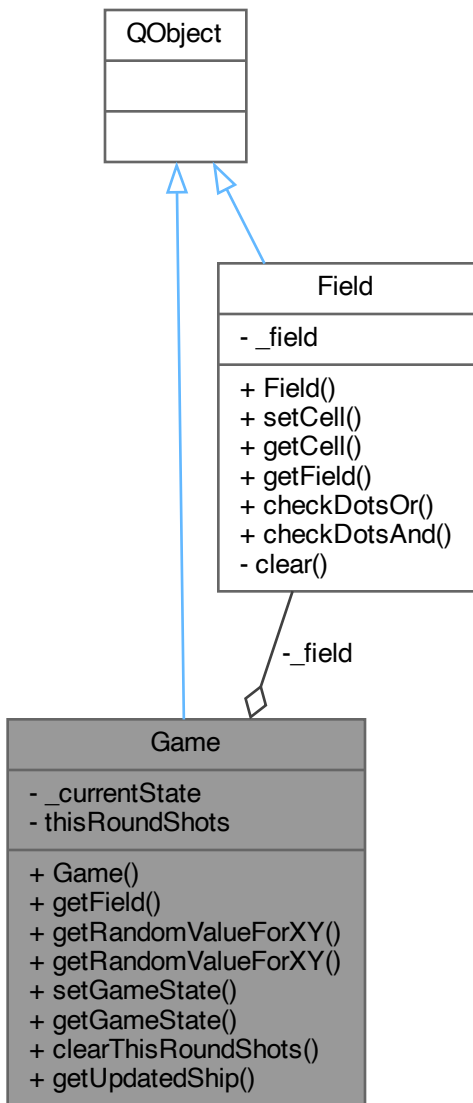 QObject
Field
- _field
+ Field()
+ setCell()
+ getCell()
+ getField()
+ checkDotsOr()
+ checkDotsAnd()
- clear()
-_field
Game
- _currentState
- thisRoundShots
+ Game()
+ getField()
+ getRandomValueForXY()
+ getRandomValueForXY()
+ setGameState()
+ getGameState()
+ clearThisRoundShots()
+ getUpdatedShip()